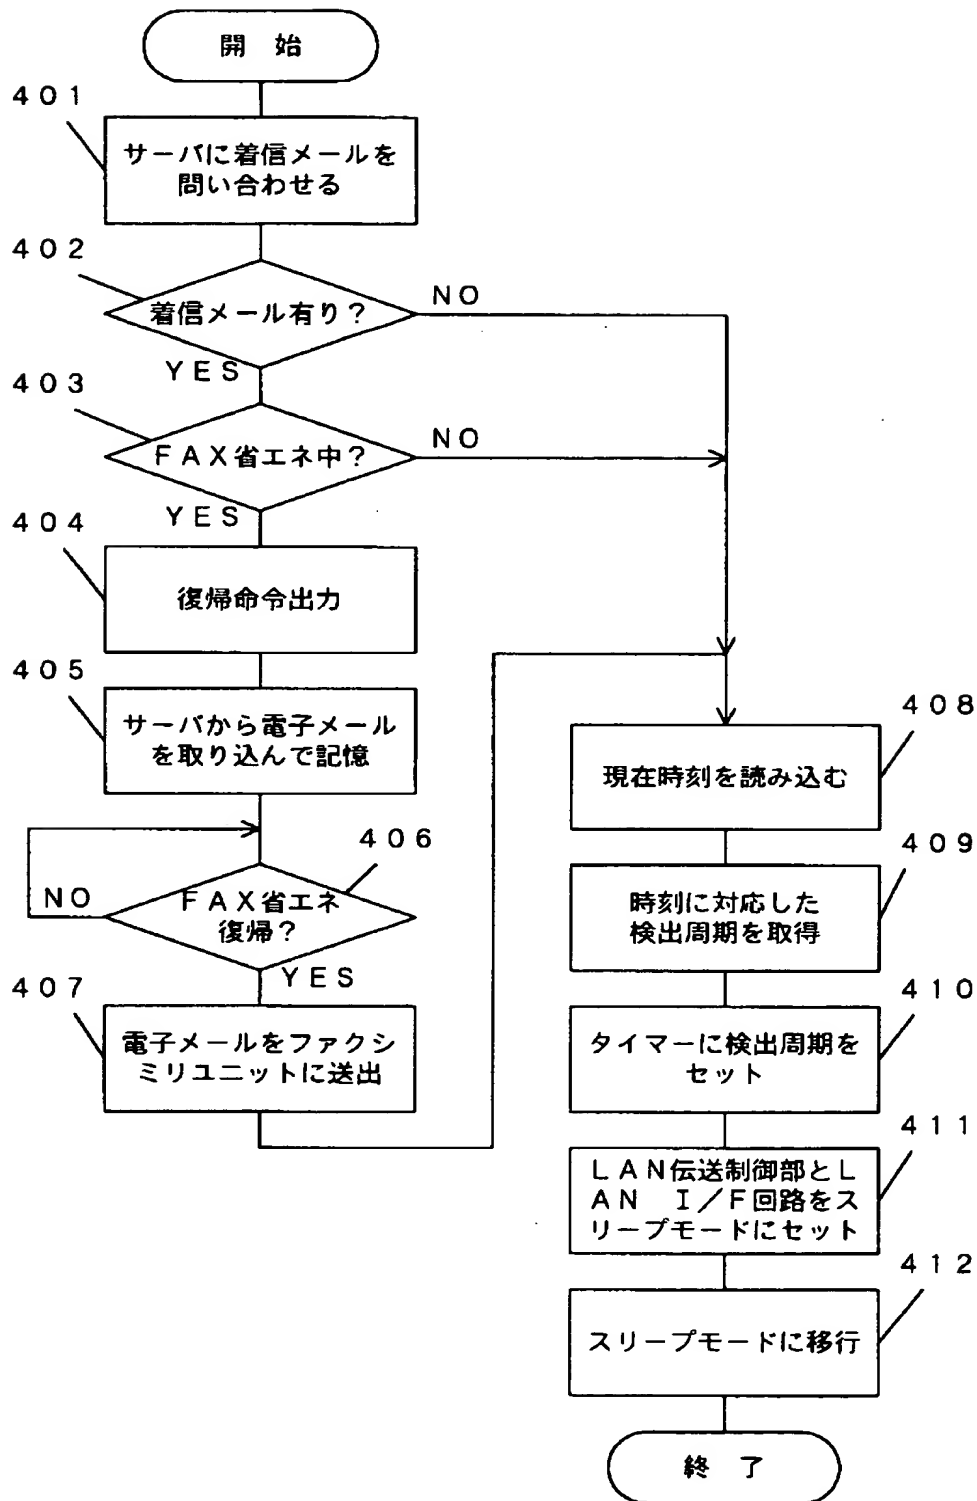 開 始
４０１
サーバに着信メールを
問い合わせる
４０２
着信メール有り？
ＮＯ
ＹＥＳ
４０３
ＦＡＸ省エネ中？
ＮＯ
ＹＥＳ
４０４
復帰命令出力
４０５
サーバから電子メール
を取り込んで記憶
４０６
ＦＡＸ省エネ
復帰？
ＮＯ
ＹＥＳ
４０７
電子メールをファクシ
ミリユニットに送出
４０８
現在時刻を読み込む
４０９
時刻に対応した
検出周期を取得
４１０
タイマーに検出周期を
セット
４１１
ＬＡＮ伝送制御部とＬ
ＡＮ Ｉ／Ｆ回路をス
リープモードにセット
４１２
スリープモードに移行
終 了